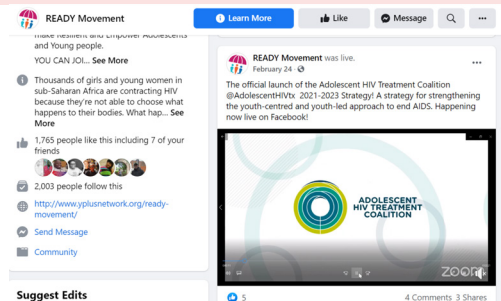 READY Movement
Learn More
Like
Message
make Resilient and Empower Adolescents
and Young people.
YOU CAN JOI... See More
Thousands of girls and young women in
sub-Saharan Africa are contracting HIV
because they're not able to choose what
happens to their bodies. What hap... See
More
1,765 people like this including 7 of your
friends
2,003 people follow this
http://www.yplusnetwork.org/ready-
movement/
Send Message
Community
Suggest Edits
READY Movement was live.
February 24
The official launch of the Adolescent HIV Treatment Coalition
@AdolescentHIVtx 2021-2023 Strategy! A strategy for strengthening
the youth-centred and youth-led approach to end AIDS. Happening
now live on Facebook!
ADOLESCENT
HIV TREATMENT
COALITION
zoom
5
4 Comments 3 Shares